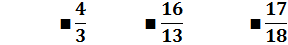 ■ 4/3 ■ 16/13 ■ 17/18